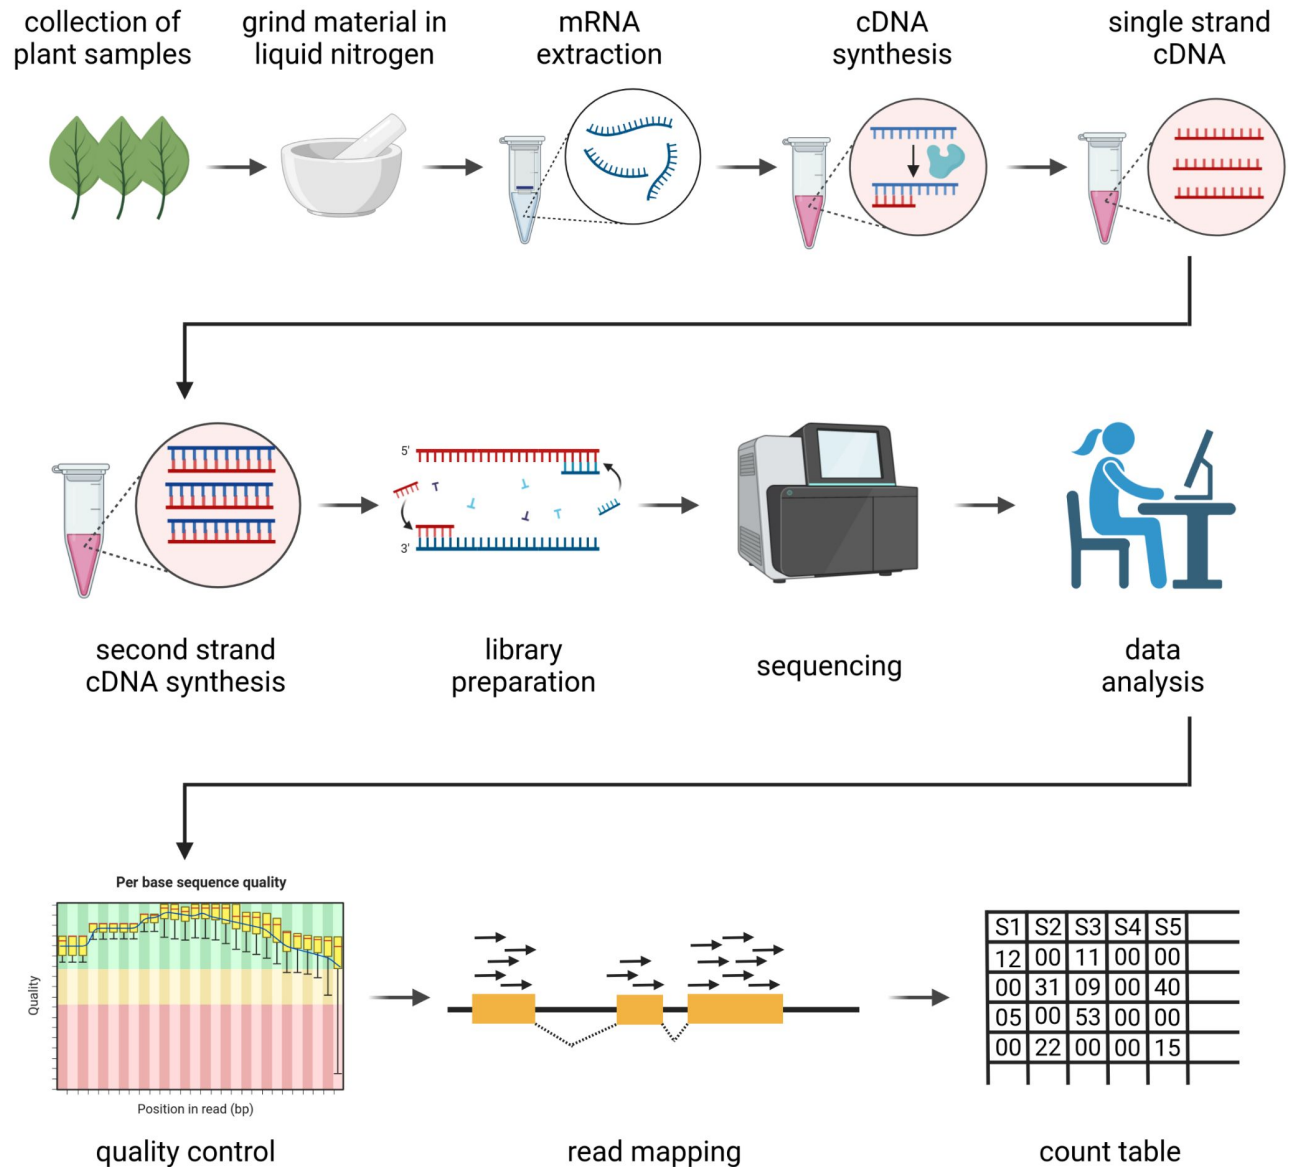 collection of
plant samples
grind material in
liquid nitrogen
mRNA
extraction
cDNA
synthesis
single strand
cDNA
5'
3'
second strand
cDNA synthesis
library
preparation
sequencing
data
analysis
Per base sequence quality
Quality
Position in read (bp)
S1 S2 S3 S4 S5
12 00 11 00 00
00 31 09 00 40
05 00 53 00 00
00 22 00 00 15
quality control
read mapping
count table